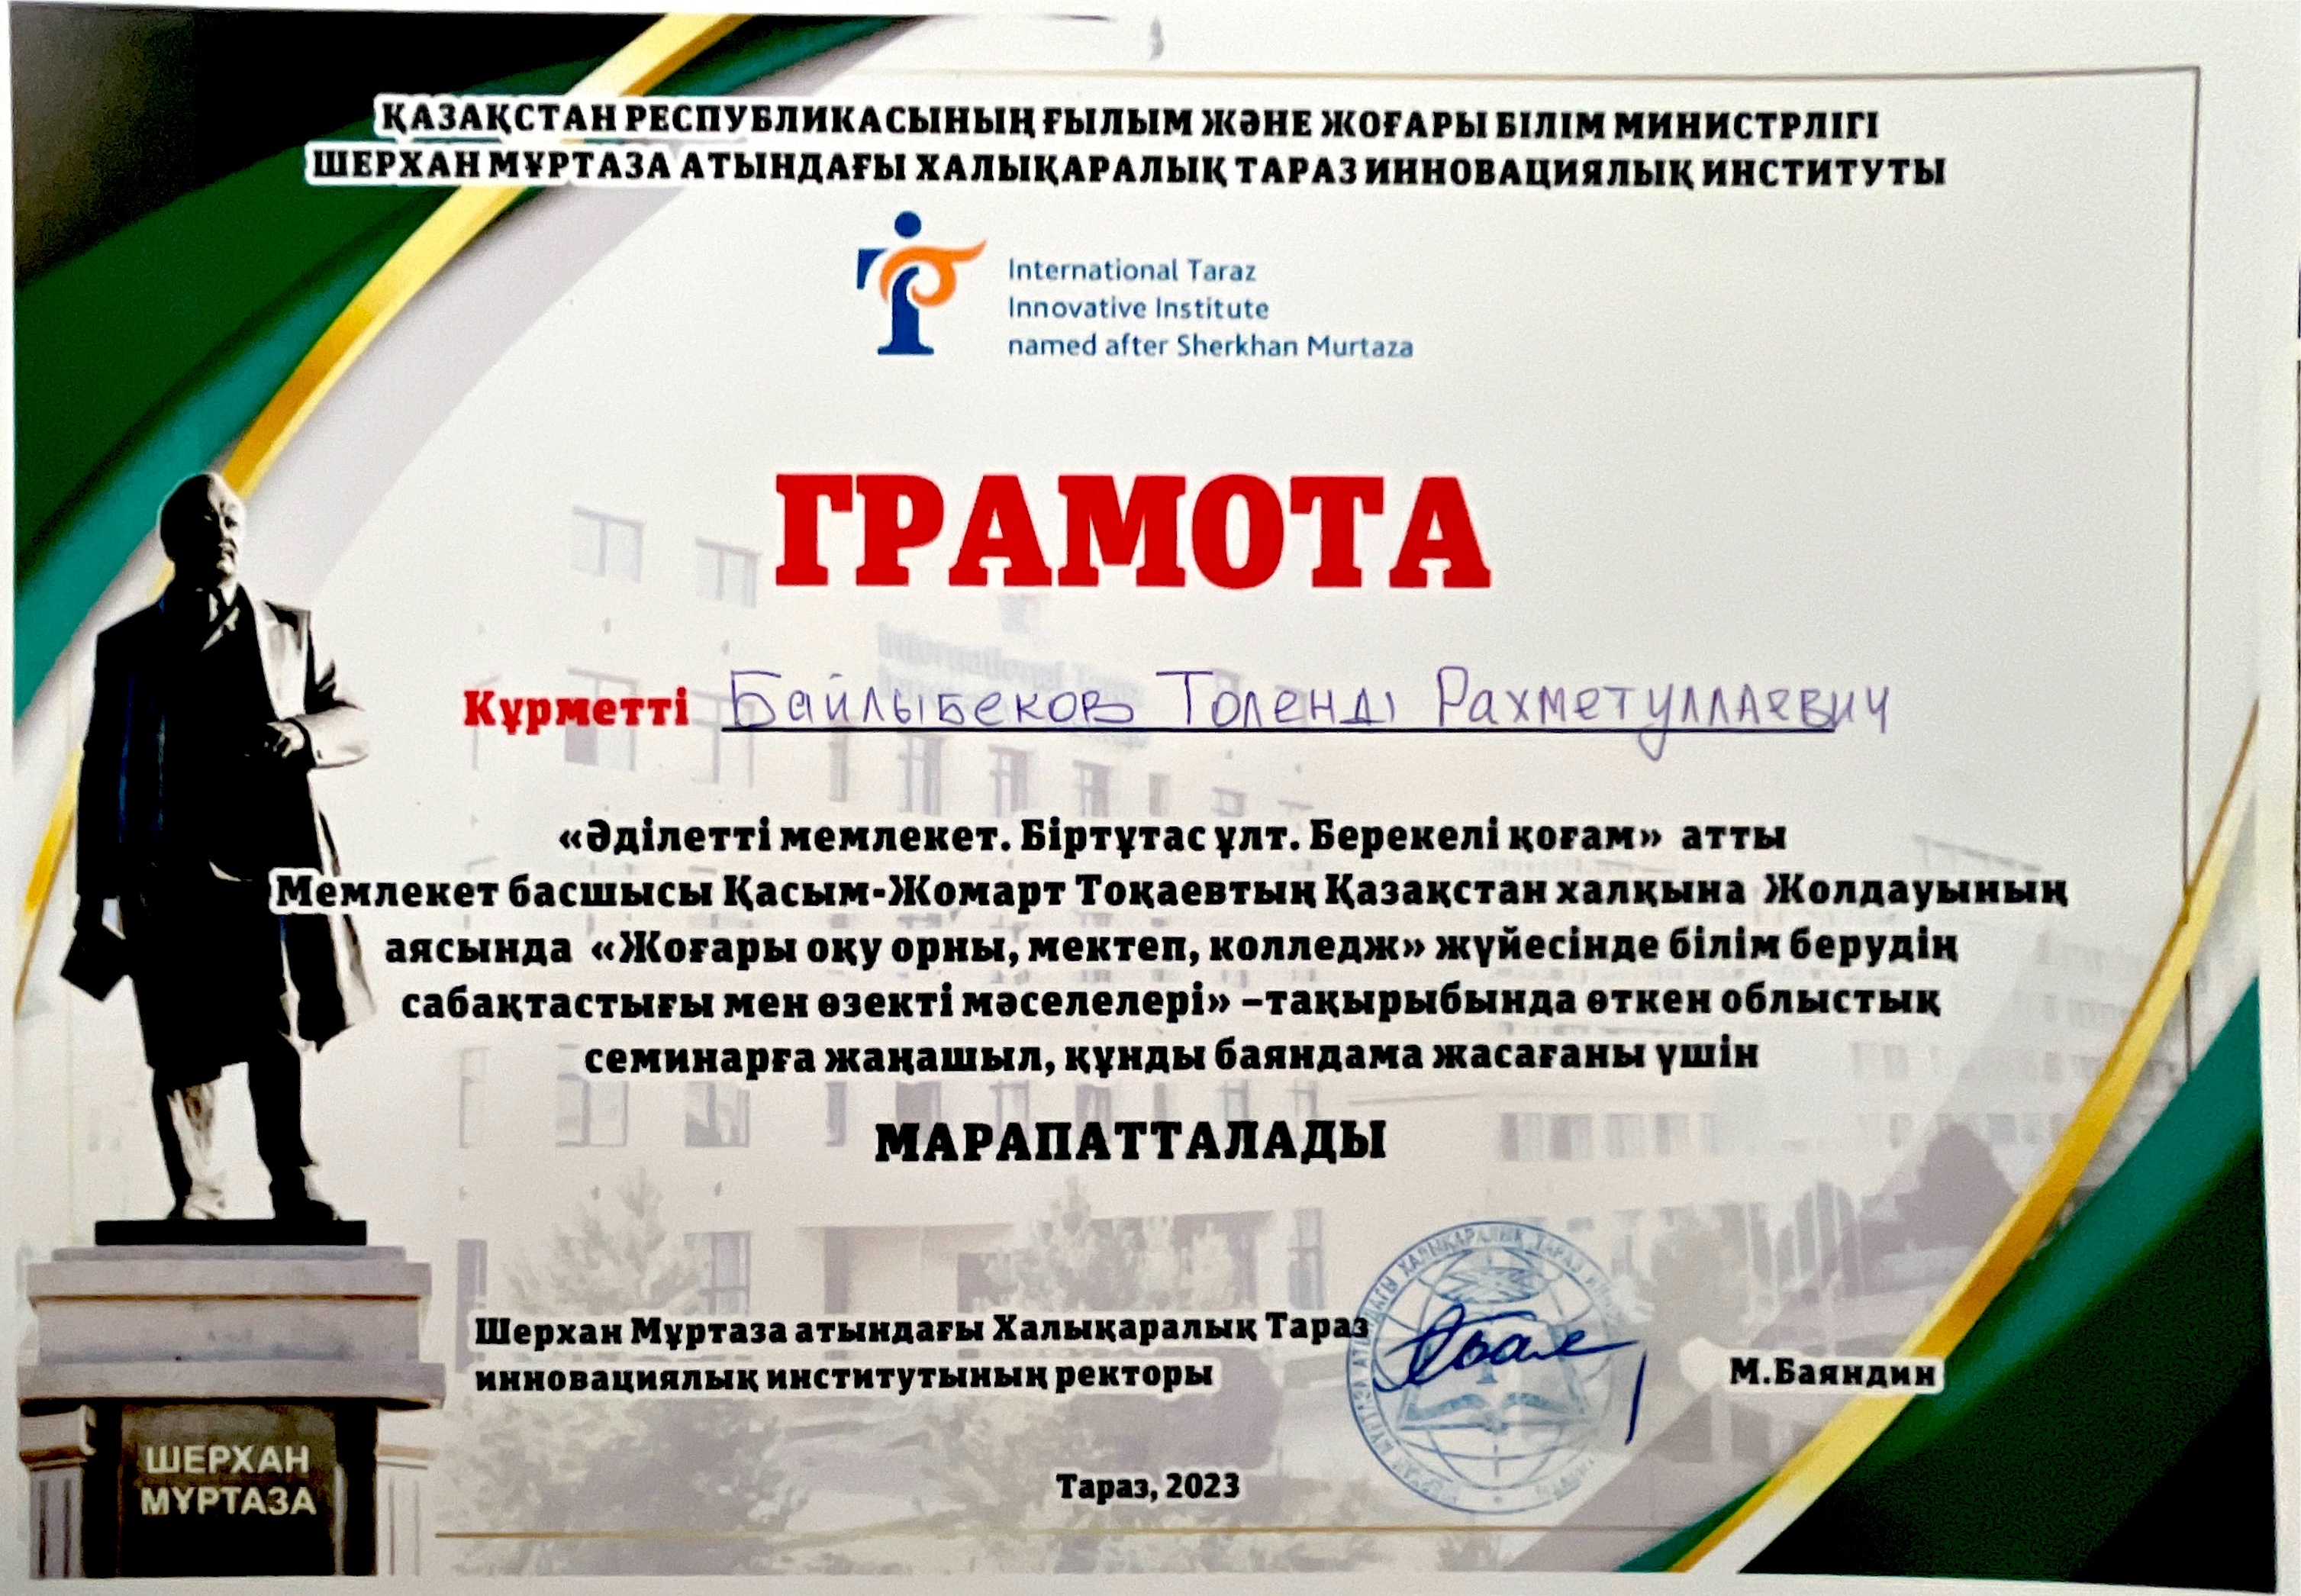 ҚАЗАҚСТАН РЕСПУБЛИКАСЫНЫҢ ҒЫЛЫМ ЖӘНЕ ЖОҒАРЫ БІЛІМ МИНИСТРЛІГІ
ШЕРХАН МҰРТАЗА АТЫНДАҒЫ ХАЛЫҚАРАЛЫҚ ТАРАЗ ИННОВАЦИЯЛЫҚ ИНСТИТУТЫ
International Taraz
Innovative Institute
named after Sherkhan Murtaza
ГРАМОТА
Құрметті Байлыбеков Толенді Рахметуллаевич
«Әділетті мемлекет. Біртұтас ұлт. Берекелі қоғам» атты
Мемлекет басшысы Қасым-Жомарт Тоқаевтың Қазақстан халқына Жолдауының
аясында «Жоғары оқу орны, мектеп, колледж» жүйесінде білім берудің
сабақтастығы мен өзекті мәселелері» –тақырыбында өткен облыстық
семинарға жаңашыл, құнды баяндама жасағаны үшін
МАРАПАТТАЛАДЫ
Шерхан Мұртаза атындағы Халықаралық Тараз
инновациялық институтының ректоры
М.Баяндин
Тараз, 2023
ШЕРХАН
МҰРТАЗА